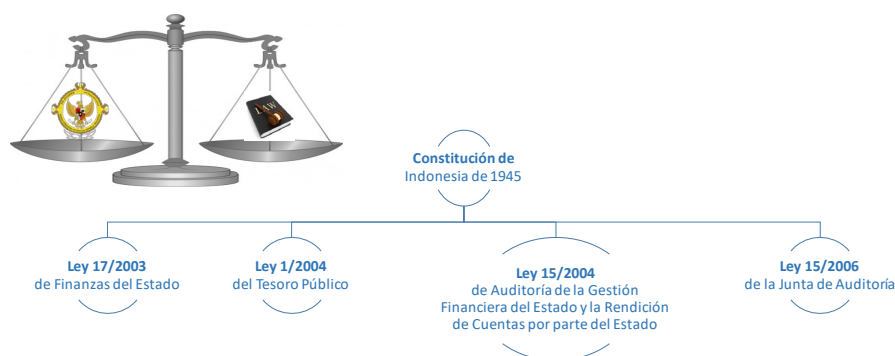 LAW
Constitución de
Indonesia de 1945
Ley 17/2003
de Finanzas del Estado
Ley 1/2004
del Tesoro Público
Ley 15/2004
de Auditoría de la Gestión
Financiera del Estado y la Rendición
de Cuentas por parte del Estado
Ley 15/2006
de la Junta de Auditoría